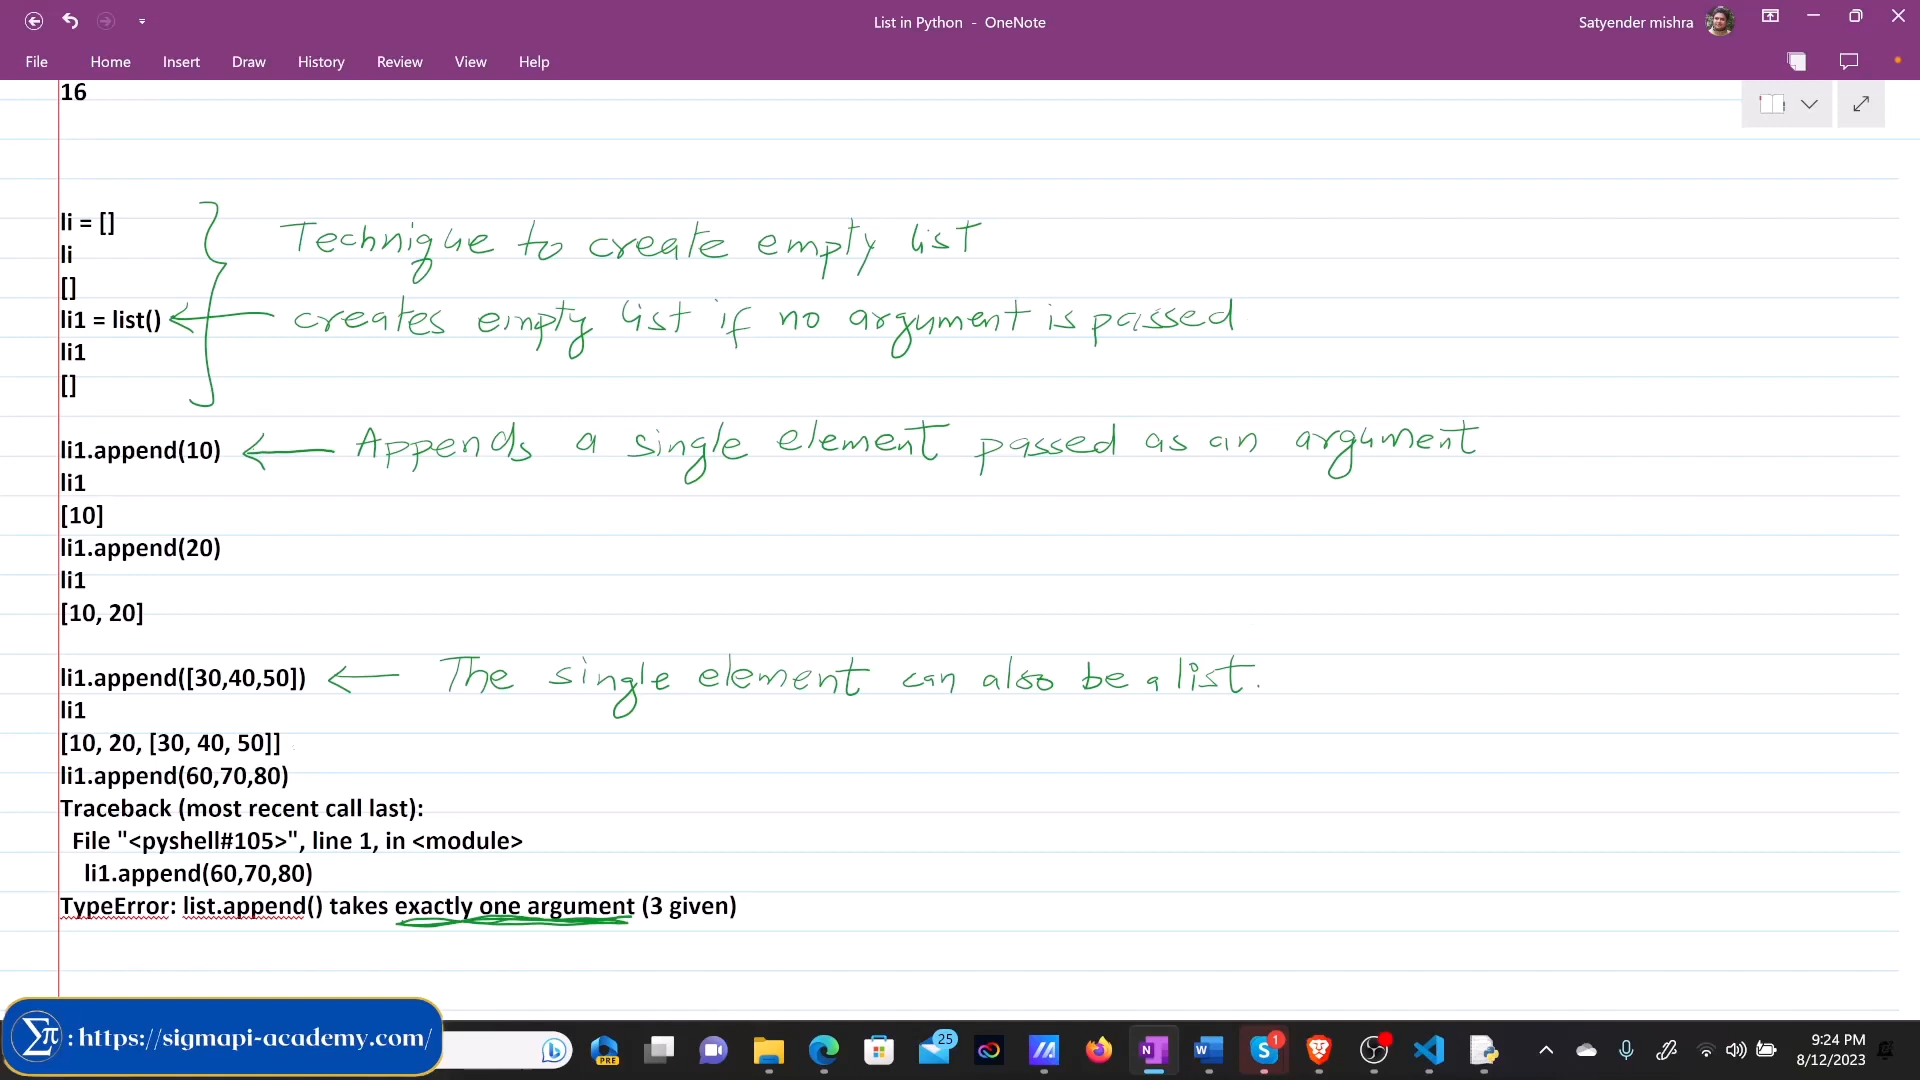 List in Python - OneNote
Satyender mishra
File Home Insert Draw History Review View Help
16
li = []
Technique to create empty list
li
[]
li1 = list() ← creates empty list if no argument is passed
li1
[]
li1.append(10) ← Appends a single element passed as an argument
li1
[10]
li1.append(20)
li1
[10, 20]
li1.append([30,40,50]) ← The single element can also be a list.
li1
[10, 20, [30, 40, 50]]
li1.append(60,70,80)
Traceback (most recent call last):
File "<pyshell#105>", line 1, in <module>
li1.append(60,70,80)
TypeError: list.append() takes exactly one argument (3 given)
Σπ : https://sigmapi-academy.com/
PRE
25
N
W
S
1
9:24 PM
8/12/2023